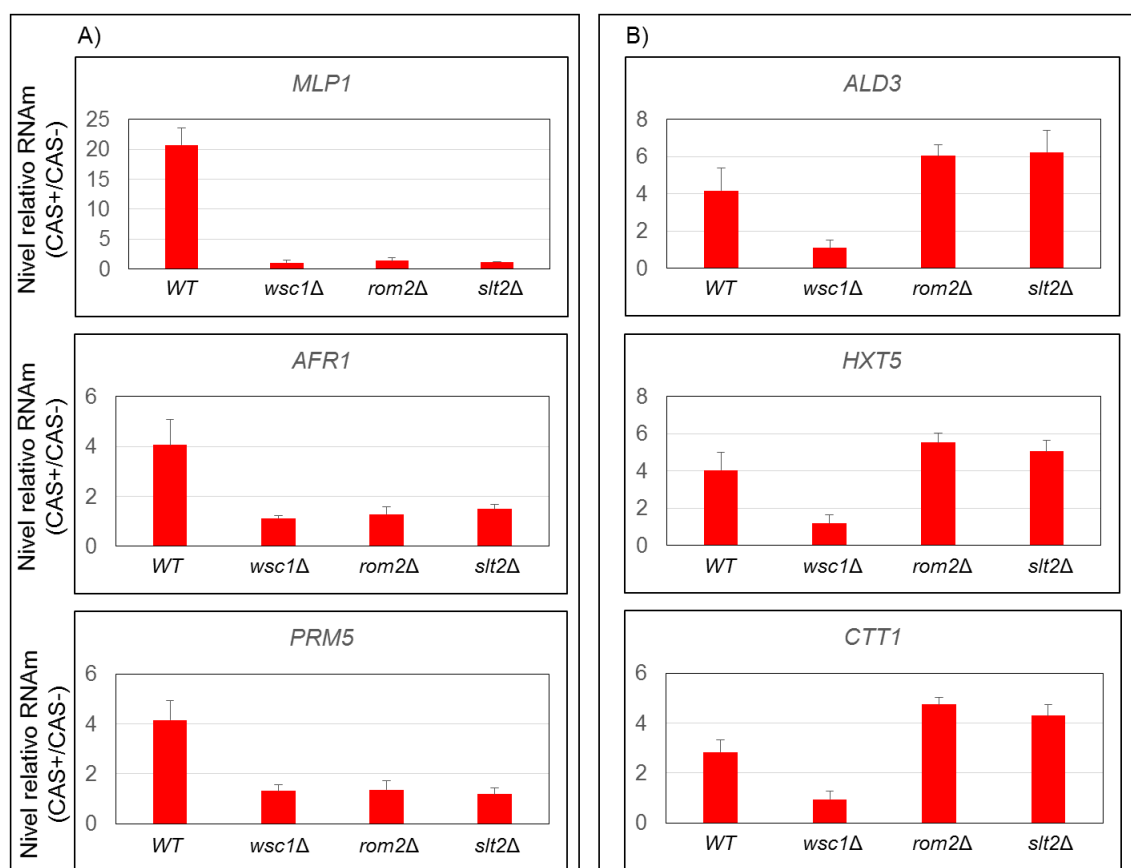 A)
MLP1
Nivel relativo RNAm
(CAS+/CAS-)
25
20
15
10
5
0
WT wsc1Δ rom2Δ slt2Δ
AFR1
Nivel relativo RNAm
(CAS+/CAS-)
6
4
2
0
WT wsc1Δ rom2Δ slt2Δ
PRM5
Nivel relativo RNAm
(CAS+/CAS-)
6
4
2
0
WT wsc1Δ rom2Δ slt2Δ
B)
ALD3
8
6
4
2
0
WT wsc1Δ rom2Δ slt2Δ
HXT5
8
6
4
2
0
WT wsc1Δ rom2Δ slt2Δ
CTT1
6
4
2
0
WT wsc1Δ rom2Δ slt2Δ